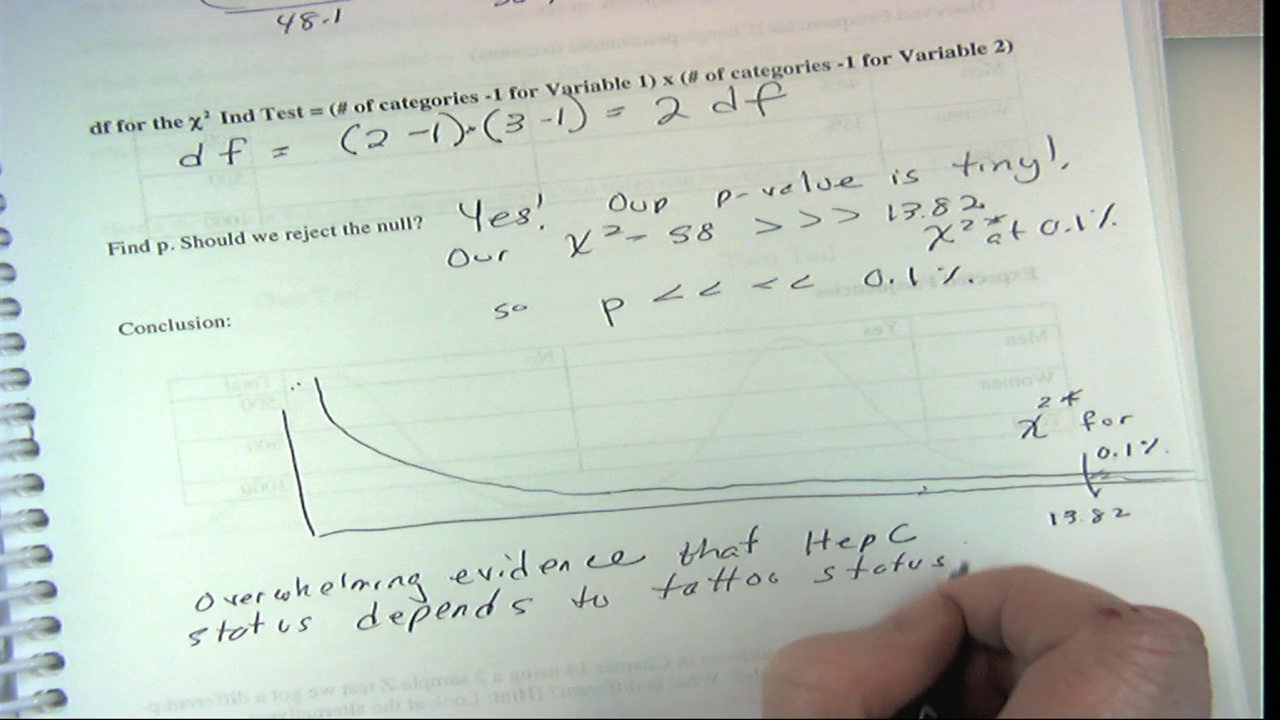 48.1
df for the χ² Ind Test = (# of categories -1 for Variable 1) x (# of categories -1 for Variable 2)
df = (2-1)·(3-1) = 2 df
Find p. Should we reject the null? Yes! Our p-value is tiny!.
Our χ² = 58 >>> 13.82
χ²* at 0.1%
so p <<<< 0.1%.
Conclusion:
χ²* for
0.1%.
13.82
Overwhelming evidence that HepC
status depends to tattoo status